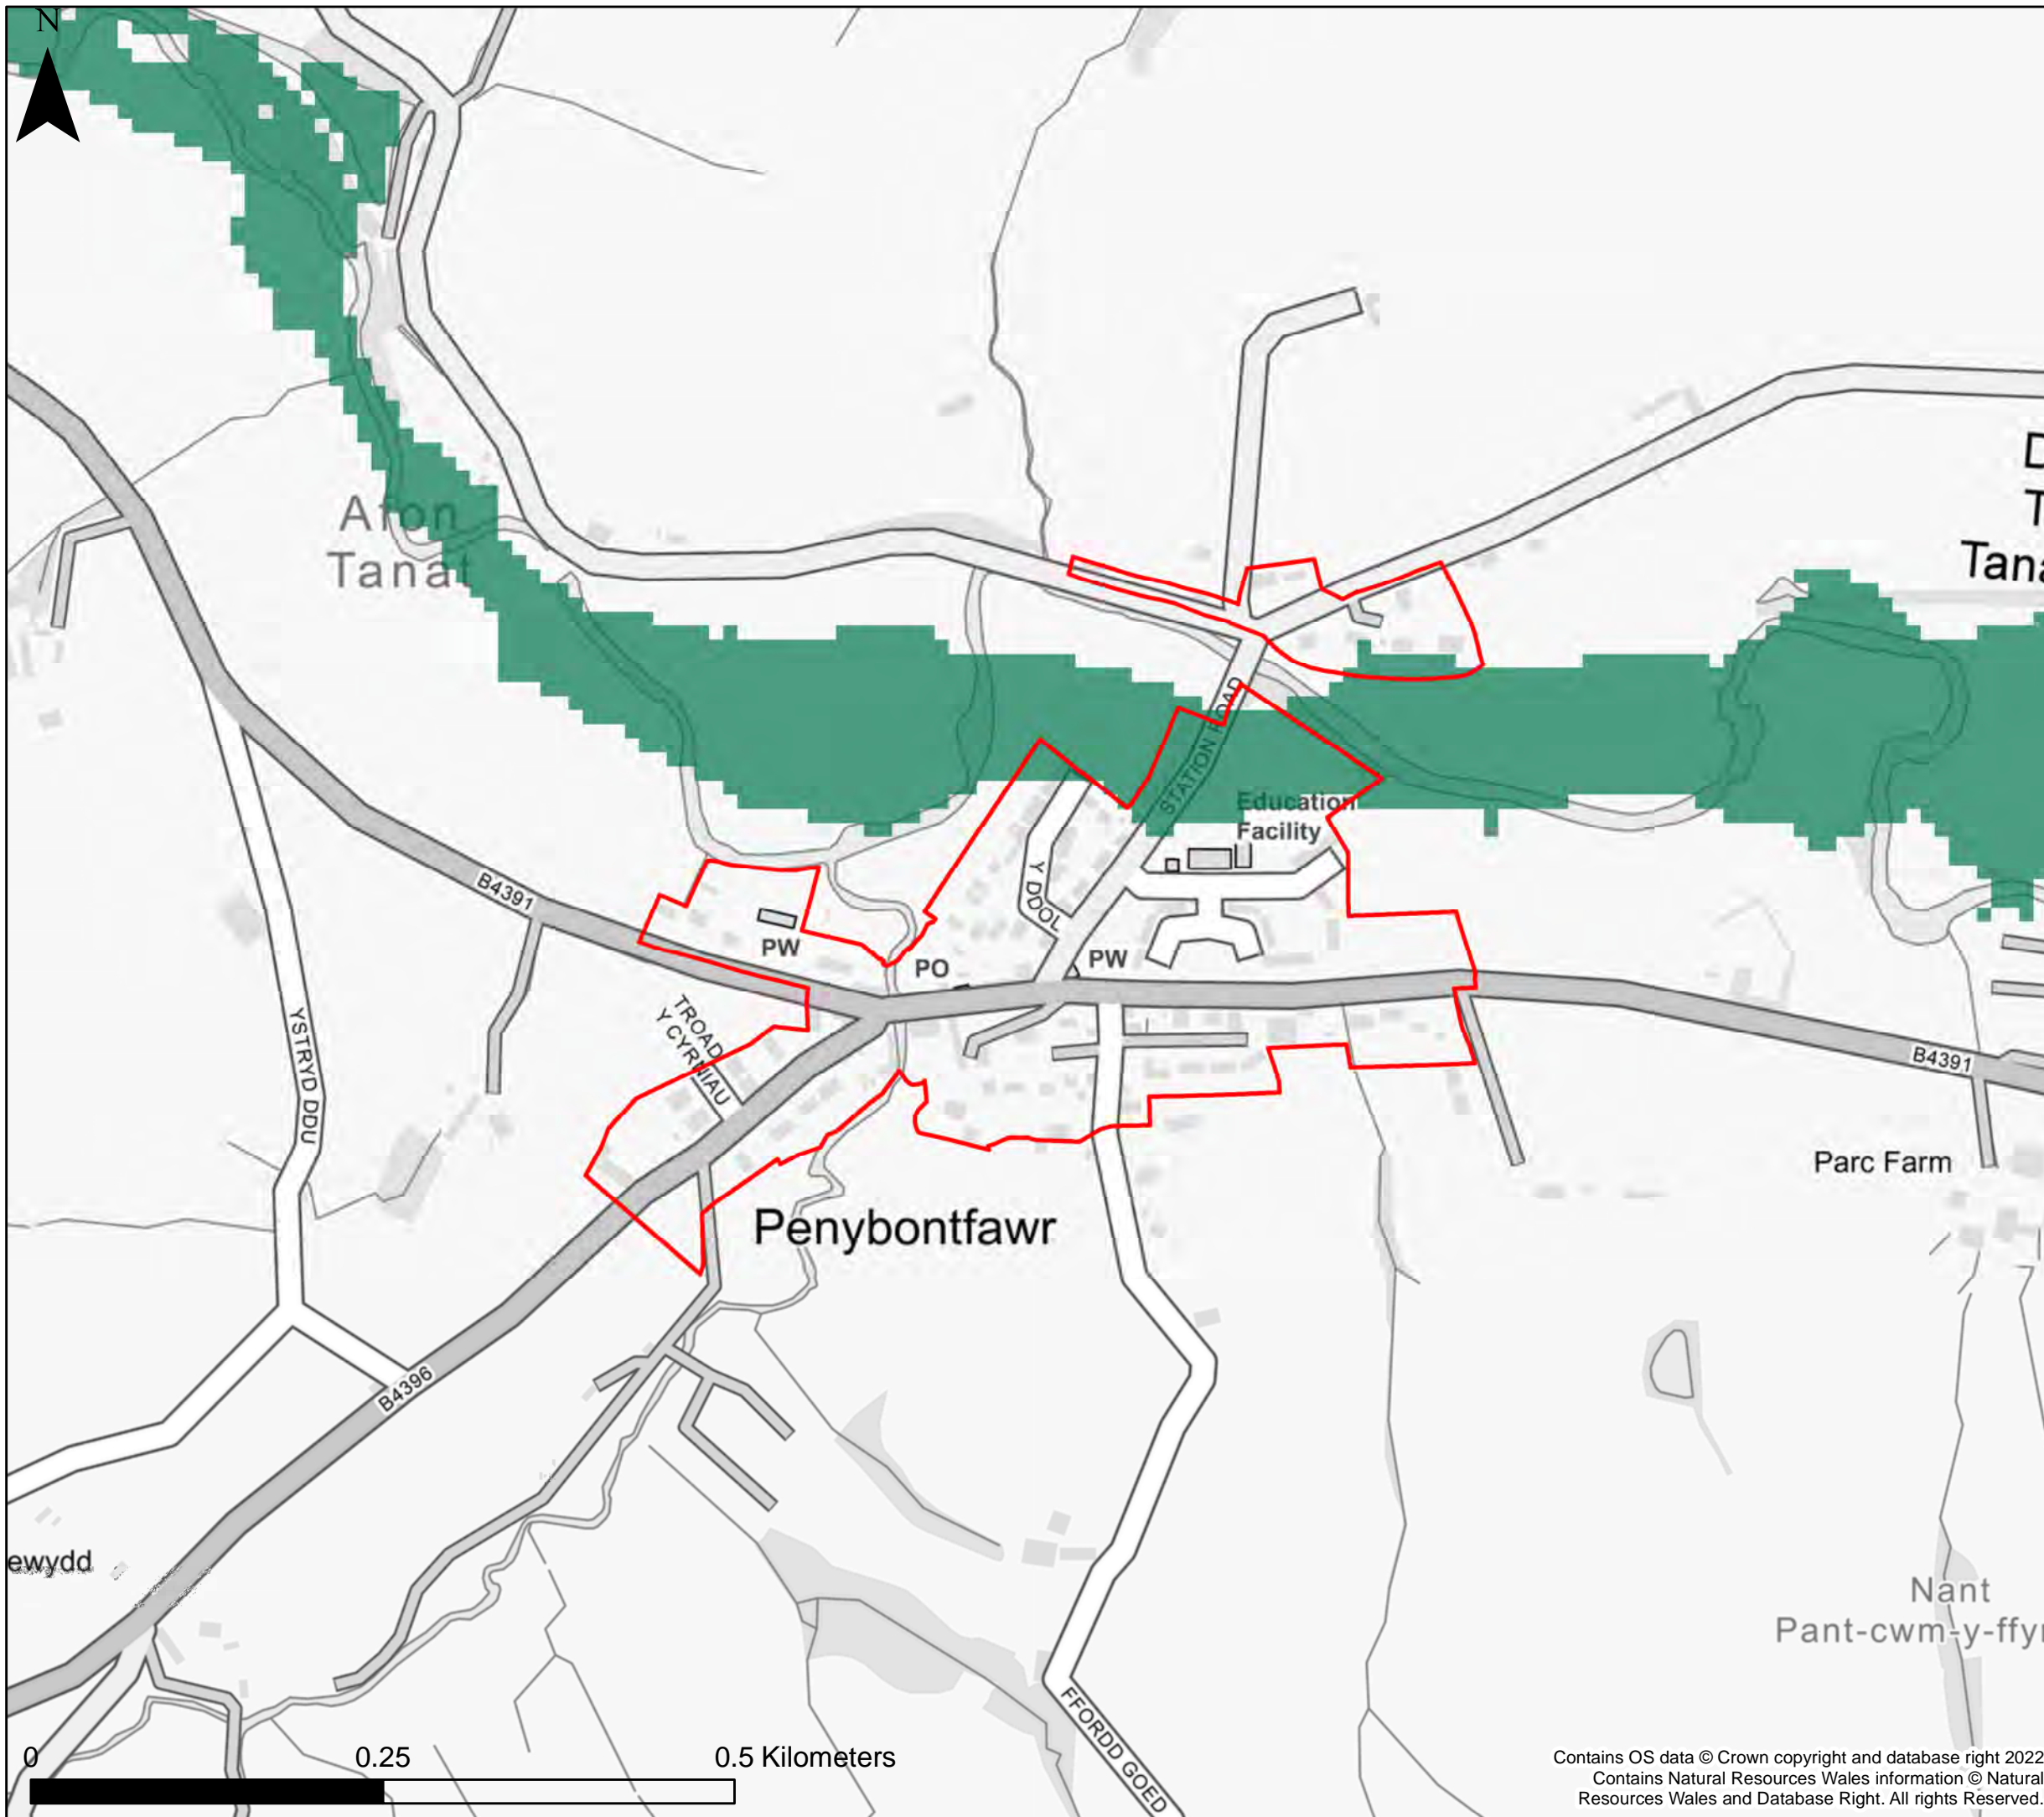 N
D
T
Tana
Afon
Tanat
STATION ROAD
Education
Facility
Y DDOL
B4391
PW
PO
PW
TROAD
Y CYRNIAU
YSTRYD DDU
B4391
Parc Farm
Penybontfawr
B4396
ewydd
Nant
Pant-cwm-y-ffyn
FFORDD GOED
0 0.25 0.5 Kilometers
Contains OS data © Crown copyright and database right 2022
Contains Natural Resources Wales information © Natural
Resources Wales and Database Right. All rights Reserved.